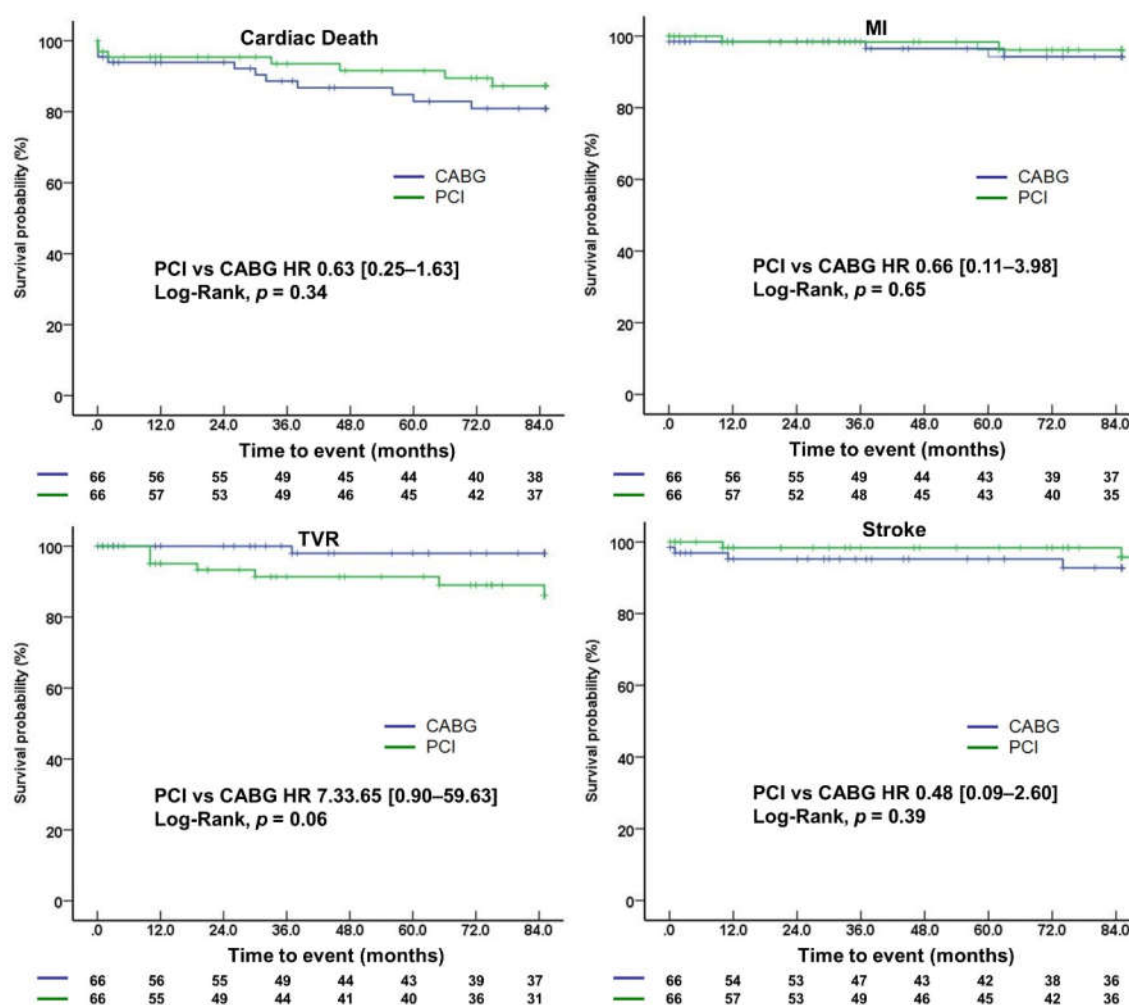 Cardiac Death
Survival probability (%)
100
80
60
40
20
0
CABG
PCI
PCI vs CABG HR 0.63 [0.25–1.63]
Log-Rank, p = 0.34
.0 12.0 24.0 36.0 48.0 60.0 72.0 84.0
Time to event (months)
66 56 55 49 45 44 40 38
66 57 53 49 46 45 42 37
MI
Survival probability (%)
100
80
60
40
20
0
CABG
PCI
PCI vs CABG HR 0.66 [0.11–3.98]
Log-Rank, p = 0.65
.0 12.0 24.0 36.0 48.0 60.0 72.0 84.0
Time to event (months)
66 56 55 49 44 43 39 37
66 57 52 48 45 43 40 35
TVR
Survival probability (%)
100
80
60
40
20
0
CABG
PCI
PCI vs CABG HR 7.33.65 [0.90–59.63]
Log-Rank, p = 0.06
.0 12.0 24.0 36.0 48.0 60.0 72.0 84.0
Time to event (months)
66 56 55 49 44 43 39 37
66 55 49 44 41 40 36 31
Stroke
Survival probability (%)
100
80
60
40
20
0
CABG
PCI
PCI vs CABG HR 0.48 [0.09–2.60]
Log-Rank, p = 0.39
.0 12.0 24.0 36.0 48.0 60.0 72.0 84.0
Time to event (months)
66 54 53 47 43 42 38 36
66 57 53 49 46 45 42 36